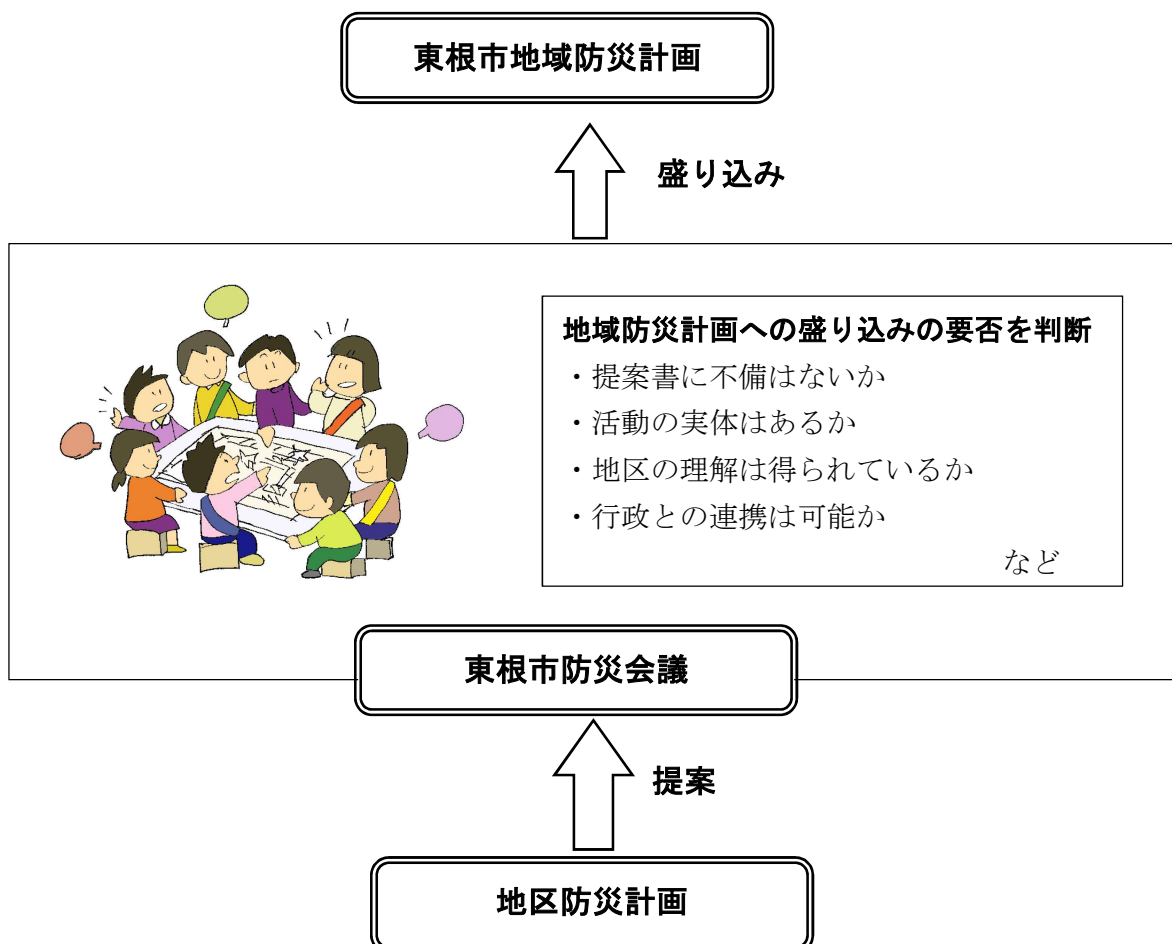 東根市地域防災計画
盛り込み
地域防災計画への盛り込みの要否を判断
・提案書に不備はないか
・活動の実体はあるか
・地区の理解は得られているか
・行政との連携は可能か
など
東根市防災会議
提案
地区防災計画